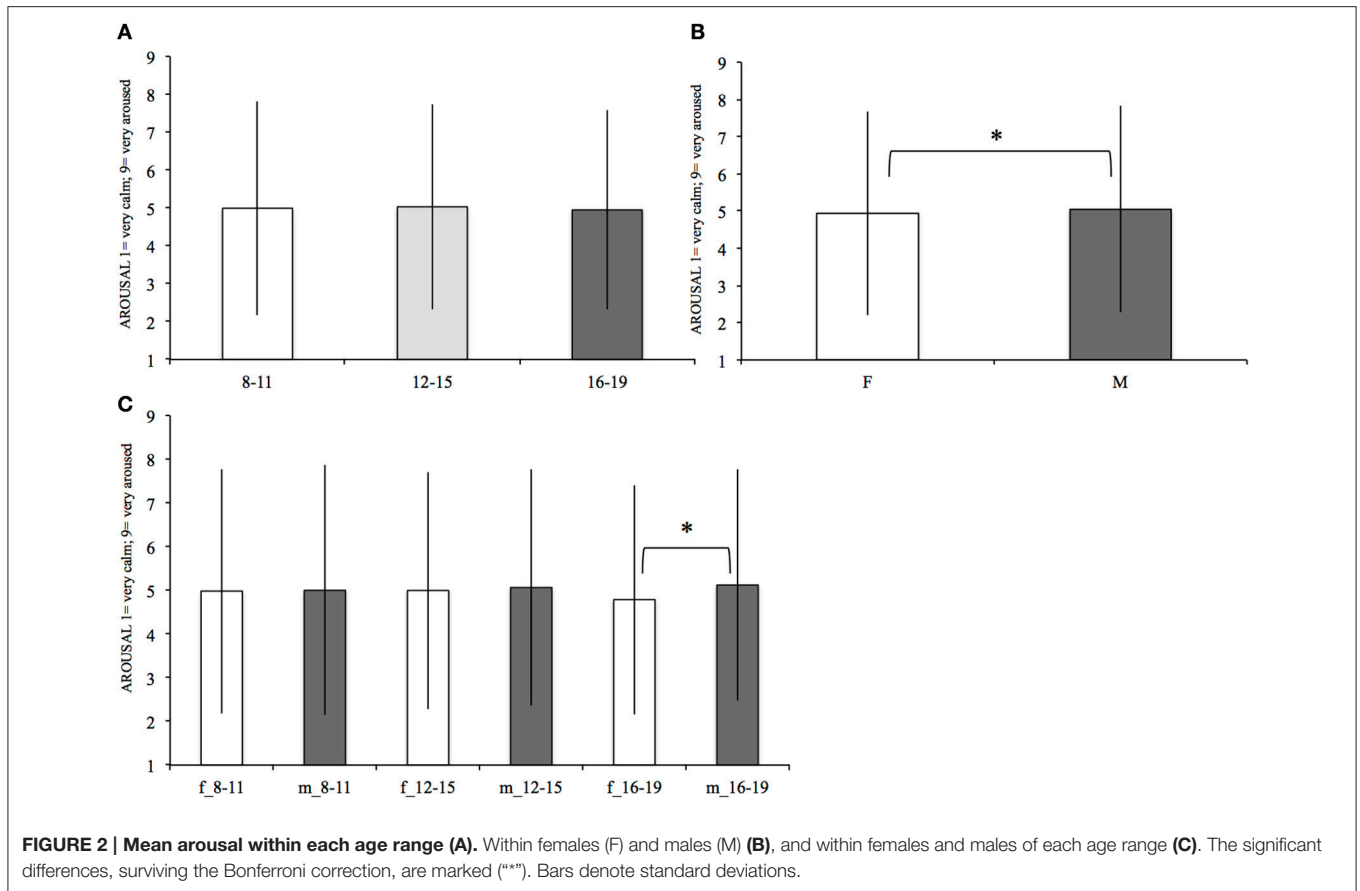 A
AROUSAL 1= very calm; 9= very aroused
9
8
7
6
5
4
3
2
1
8-11 12-15 16-19
B
AROUSAL 1= very calm; 9= very aroused
9
8
7
6
5
4
3
2
1
*
F M
C
AROUSAL 1= very calm; 9= very aroused
9
8
7
6
5
4
3
2
1
*
f_8-11 m_8-11 f_12-15 m_12-15 f_16-19 m_16-19
FIGURE 2 | Mean arousal within each age range (A). Within females (F) and males (M) (B), and within females and males of each age range (C). The significant
differences, surviving the Bonferroni correction, are marked (“*”). Bars denote standard deviations.